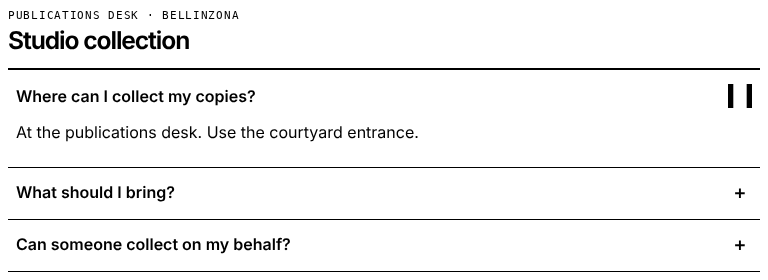 PUBLICATIONS DESK · BELLINZONA
Studio collection
Where can I collect my copies?
At the publications desk. Use the courtyard entrance.
What should I bring? +
Can someone collect on my behalf? +